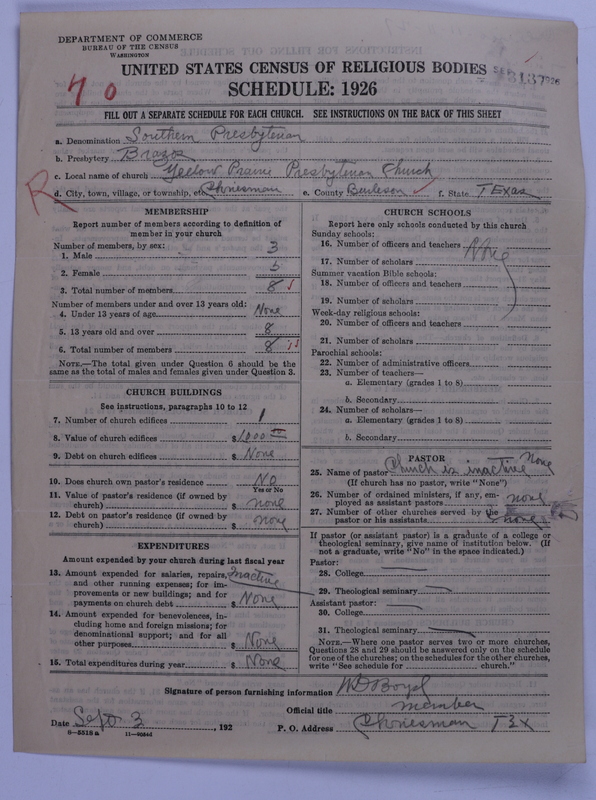 DEPARTMENT OF COMMERCE
BUREAU OF THE CENSUS
WASHINGTON
UNITED STATES CENSUS OF RELIGIOUS BODIES
SCHEDULE: 1926
70
FILL OUT A SEPARATE SCHEDULE FOR EACH CHURCH. SEE INSTRUCTIONS ON THE BACK OF THIS SHEET
a. Denomination Southern Presbyterian
b. Presbytery Brazos
c. Local name of church Yellow Prairie Presbyterian Church
R
d. City, town, village, or township, etc Chriesman e. County Burleson f. State Texas
MEMBERSHIP
Report number of members according to definition of member in your church
Number of members, by sex:
1. Male 3
2. Female 5
3. Total number of members 8
Number of members under and over 13 years old:
4. Under 13 years of age None
5. 13 years old and over 8
6. Total number of members 8
NOTE.—The total given under Question 6 should be the
same as the total of males and females given under Question 3.
CHURCH BUILDINGS
See instructions, paragraphs 10 to 12
7. Number of church edifices 1
8. Value of church edifices $1000.00
9. Debt on church edifices $ None
10. Does church own pastor's residence No
Yes or No
11. Value of pastor's residence (if owned by
church) $ none
12. Debt on pastor's residence (if owned by
church) $ none
EXPENDITURES
Amount expended by your church during last fiscal year
13. Amount expended for salaries, repairs, Inactive
and other running expenses; for im-
provements or new buildings; and for
payments on church debt $ None
14. Amount expended for benevolences, in-
cluding home and foreign missions; for
denominational support; and for all
other purposes $ None
15. Total expenditures during year $ None
CHURCH SCHOOLS
Report here only schools conducted by this church
Sunday schools:
16. Number of officers and teachers None
17. Number of scholars
Summer vacation Bible schools:
18. Number of officers and teachers
19. Number of scholars
Week-day religious schools:
20. Number of officers and teachers
21. Number of scholars
Parochial schools:
22. Number of administrative officers
23. Number of teachers—
a. Elementary (grades 1 to 8)
b. Secondary
24. Number of scholars—
a. Elementary (grades 1 to 8)
b. Secondary
PASTOR
25. Name of pastor Church is inactive None
(If church has no pastor, write "None")
26. Number of ordained ministers, if any, em-
ployed as assistant pastors none
27. Number of other churches served by the
pastor or his assistants none
If pastor (or assistant pastor) is a graduate of a college or
theological seminary, give name of institution below. (If
not a graduate, write "No" in the space indicated.)
Pastor:
28. College
29. Theological seminary
Assistant pastor:
30. College
31. Theological seminary
NOTE.—Where one pastor serves two or more churches,
Questions 28 and 29 should be answered only on the schedule
for one of the churches; on the schedules for the other churches,
write "See schedule for church."
Signature of person furnishing information W D Boyd
Official title member
Date Sept 3, 192 P. O. Address Chriesman Tex
8—5518 a 11—9054d